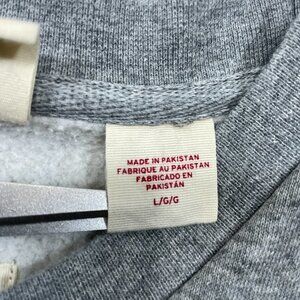 MADE IN PAKISTAN
FABRIQUE AU PAKISTAN
FABRICADO EN
PAKISTÁN
L/G/G